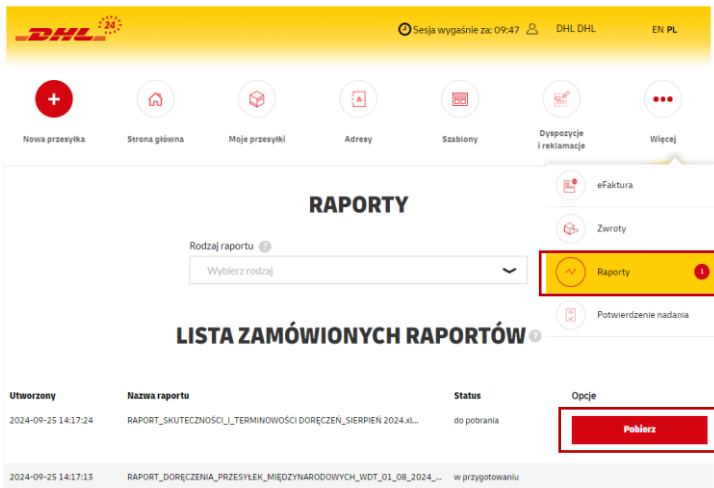 DHL 24
Sesja wygaśnie za: 09:47 DHL DHL EN PL
Nowa przesyłka Strona główna Moje przesyłki Adresy Szablony Dyspozycje i reklamacje Więcej
eFaktura
Zwroty
Raporty 1
Potwierdzenie nadania
RAPORTY
Rodzaj raportu ?
Wybierz rodzaj
LISTA ZAMÓWIONYCH RAPORTÓW ?
Utworzony Nazwa raportu Status Opcje
2024-09-25 14:17:24 RAPORT_SKUTECZNOŚCI_I_TERMINOWOŚCI DORĘCZEŃ_SIERPIEŃ 2024.xl... do pobrania Pobierz
2024-09-25 14:17:13 RAPORT_DORĘCZENIA_PRZESYŁEK_MIĘDZYNARODOWYCH_WDT_01_08_2024_... w przygotowaniu